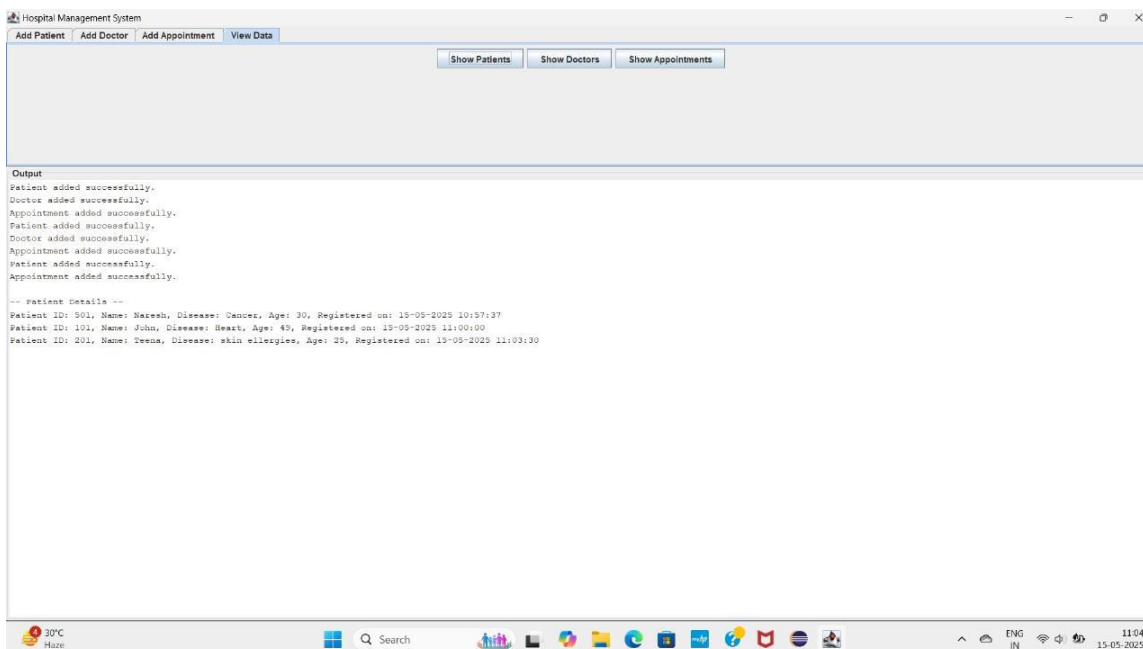 Hospital Management System
Add Patient Add Doctor Add Appointment View Data
Show Patients Show Doctors Show Appointments
Output
Patient added successfully.
Doctor added successfully.
Appointment added successfully.
Patient added successfully.
Doctor added successfully.
Appointment added successfully.
Patient added successfully.
Appointment added successfully.
-- Patient Details --
Patient ID: 501, Name: Naresh, Disease: Cancer, Age: 30, Registered on: 15-05-2025 10:57:37
Patient ID: 101, Name: John, Disease: Heart, Age: 45, Registered on: 15-05-2025 11:00:00
Patient ID: 201, Name: Teena, Disease: skin ellergies, Age: 25, Registered on: 15-05-2025 11:03:30
4
30°C
Haze
Search
myhp
ENG
IN
11:04
15-05-2025